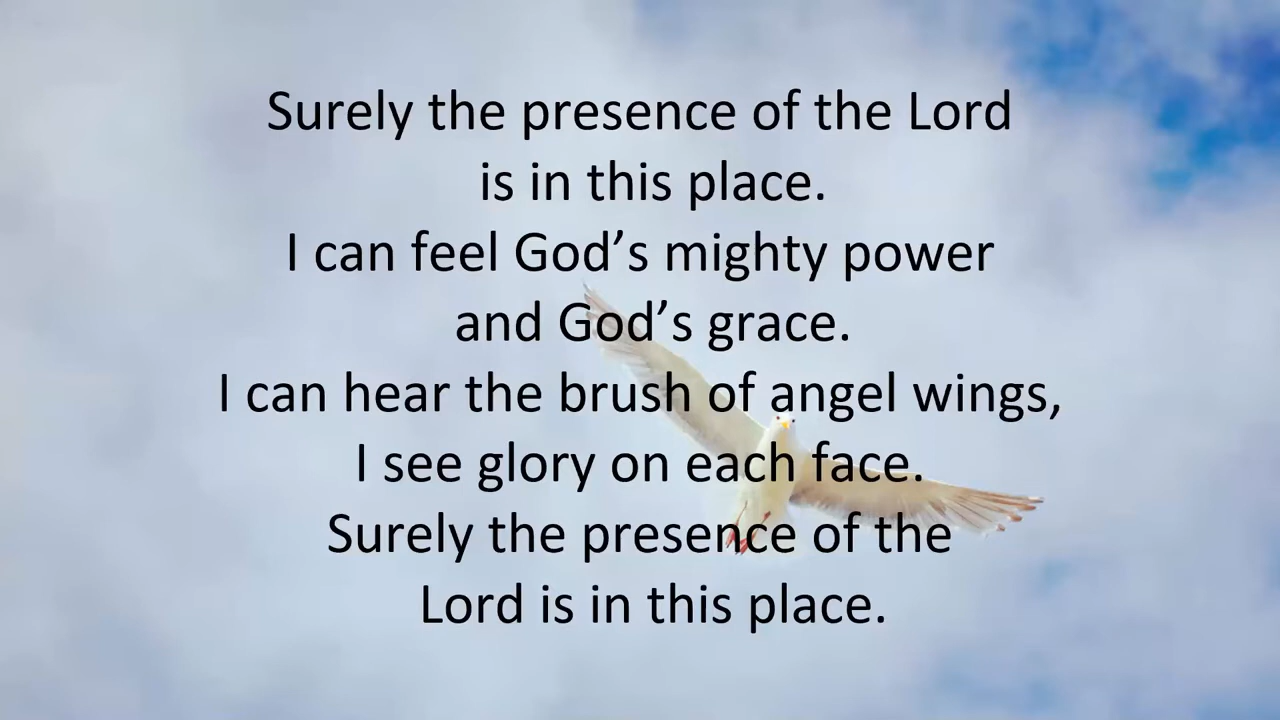 Surely the presence of the Lord
is in this place.
I can feel God’s mighty power
and God’s grace.
I can hear the brush of angel wings,
I see glory on each face.
Surely the presence of the
Lord is in this place.